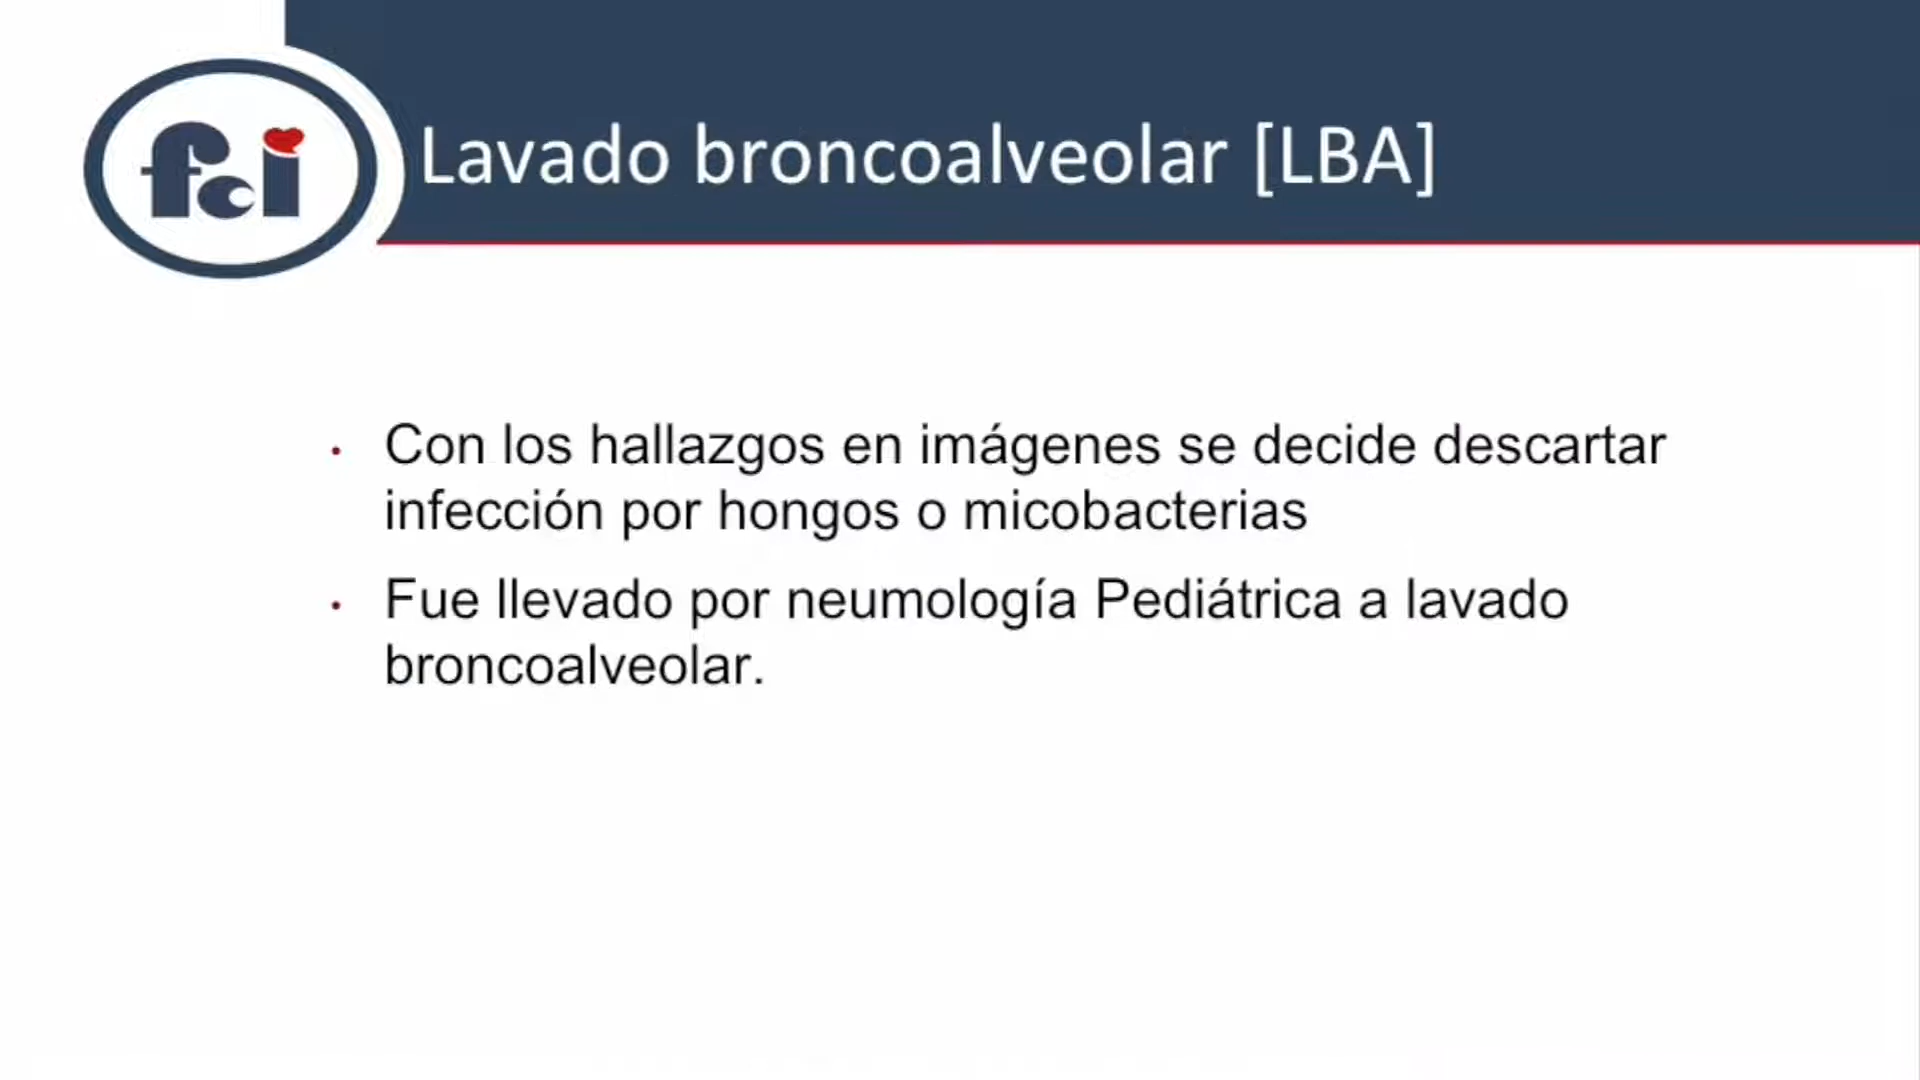 fci
Lavado broncoalveolar [LBA]
• Con los hallazgos en imágenes se decide descartar
infección por hongos o micobacterias
• Fue llevado por neumología Pediátrica a lavado
broncoalveolar.